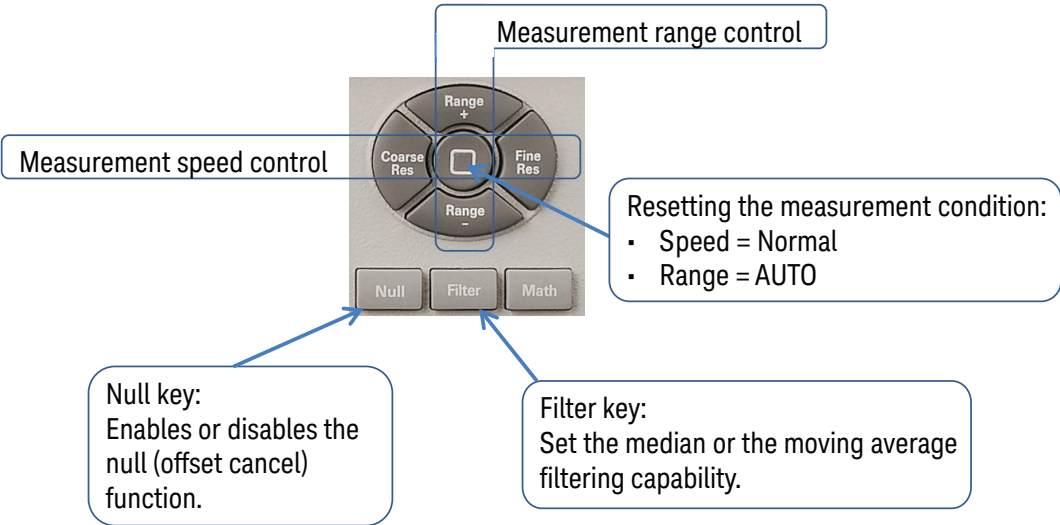 Measurement range control
Range
+
Measurement speed control
Coarse
Res
Fine
Res
Range
–
Resetting the measurement condition:
▪ Speed = Normal
▪ Range = AUTO
Null
Filter
Math
Null key:
Enables or disables the
null (offset cancel)
function.
Filter key:
Set the median or the moving average
filtering capability.